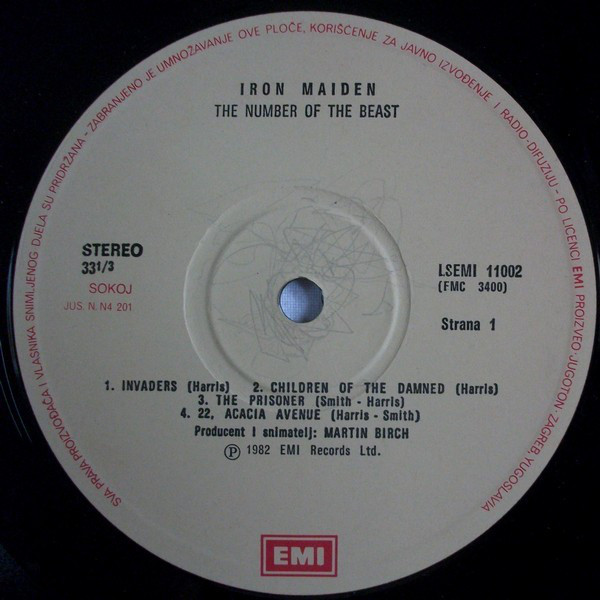 SVA PRAVA PROIZVOĐAČA I VLASNIKA SNIMLJENOG DJELA SU PRIDRŽANA - ZABRANJENO JE UMNOŽAVANJE OVE PLOČE, KORIŠĆENJE ZA JAVNO IZVOĐENJE I RADIO-DIFUZIJU - PO LICENCI EMI PROIZVEO - JUGOTON - ZAGREB, YUGOSLAVIA
IRON MAIDEN
THE NUMBER OF THE BEAST
STEREO
33 1/3
SOKOJ
JUS. N. N4 201
LSEMI 11002
(FMC 3400)
Strana 1
1. INVADERS (Harris) 2. CHILDREN OF THE DAMNED (Harris)
3. THE PRISONER (Smith - Harris)
4. 22, ACACIA AVENUE (Harris - Smith)
Producent i snimatelj: MARTIN BIRCH
Ⓟ 1982 EMI Records Ltd.
EMI